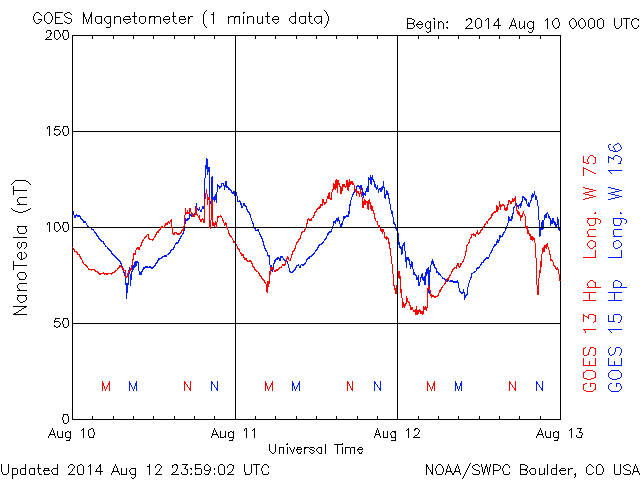 GOES Magnetometer (1 minute data)
Begin: 2014 Aug 10 0000 UTC
200
150
100
50
0
NanoTesla (nT)
M M N N M M N N M M N N
Aug 10 Aug 11 Aug 12 Aug 13
Universal Time
GOES 13 Hp Long. W 75
GOES 15 Hp Long. W 136
Updated 2014 Aug 12 23:59:02 UTC
NOAA/SWPC Boulder, CO USA